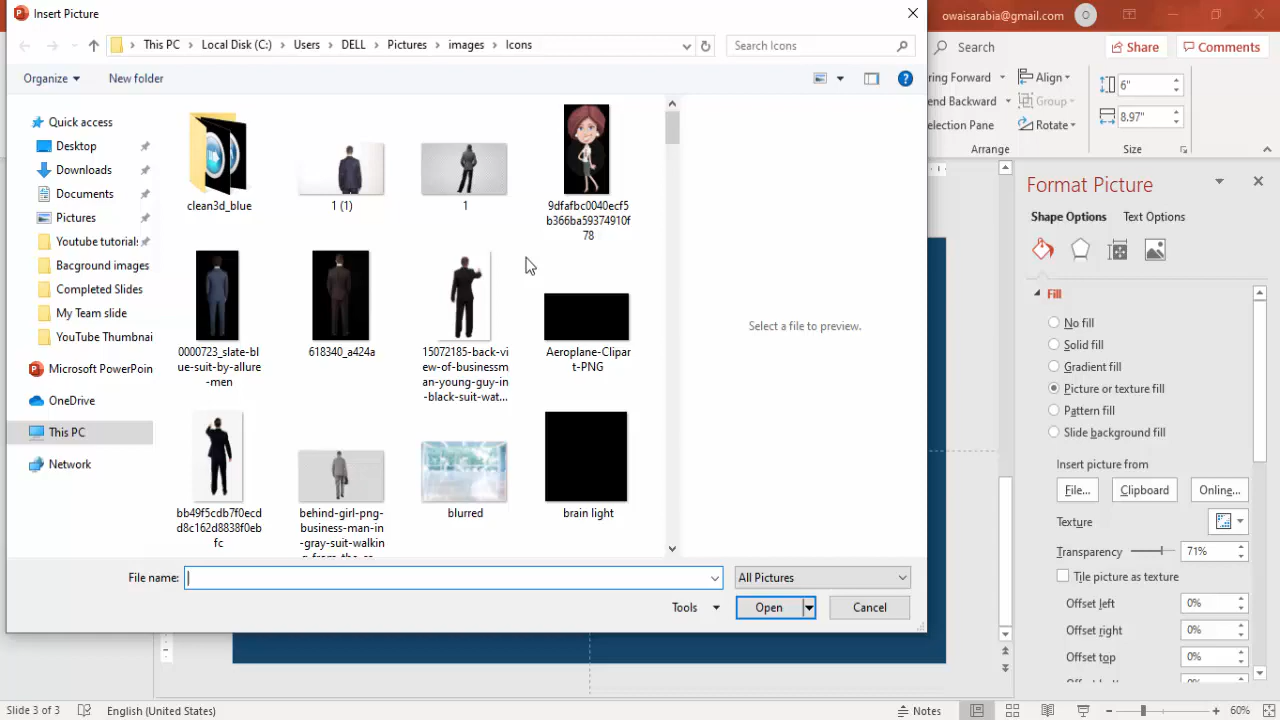 Insert Picture
owaisarabia@gmail.com
O
This PC
Local Disk (C:)
Users
DELL
Pictures
images
Icons
Search Icons
Search
Share
Comments
Organize
New folder
ring Forward
Align
6"
end Backward
Group
8.97"
election Pane
Rotate
Arrange
Size
Quick access
Desktop
Downloads
Documents
Pictures
Youtube tutorials
Bacground images
Completed Slides
My Team slide
YouTube Thumbnai
Microsoft PowerPoin
OneDrive
This PC
Network
clean3d_blue
1 (1)
1
9dfafbc0040ecf5
b366ba59374910f
78
0000723_slate-bl
ue-suit-by-allure
-men
618340_a424a
15072185-back-vi
ew-of-businessm
an-young-guy-in
-black-suit-wat...
Aeroplane-Clipar
t-PNG
bb49f5cdb7f0ecd
d8c162d8838f0eb
fc
behind-girl-png-
business-man-in
-gray-suit-walkin
blurred
brain light
Select a file to preview.
File name:
All Pictures
Tools
Open
Cancel
Format Picture
Shape Options
Text Options
Fill
No fill
Solid fill
Gradient fill
Picture or texture fill
Pattern fill
Slide background fill
Insert picture from
File...
Clipboard
Online...
Texture
Transparency
71%
Tile picture as texture
Offset left
0%
Offset right
0%
Offset top
0%
Slide 3 of 3
English (United States)
Notes
60%